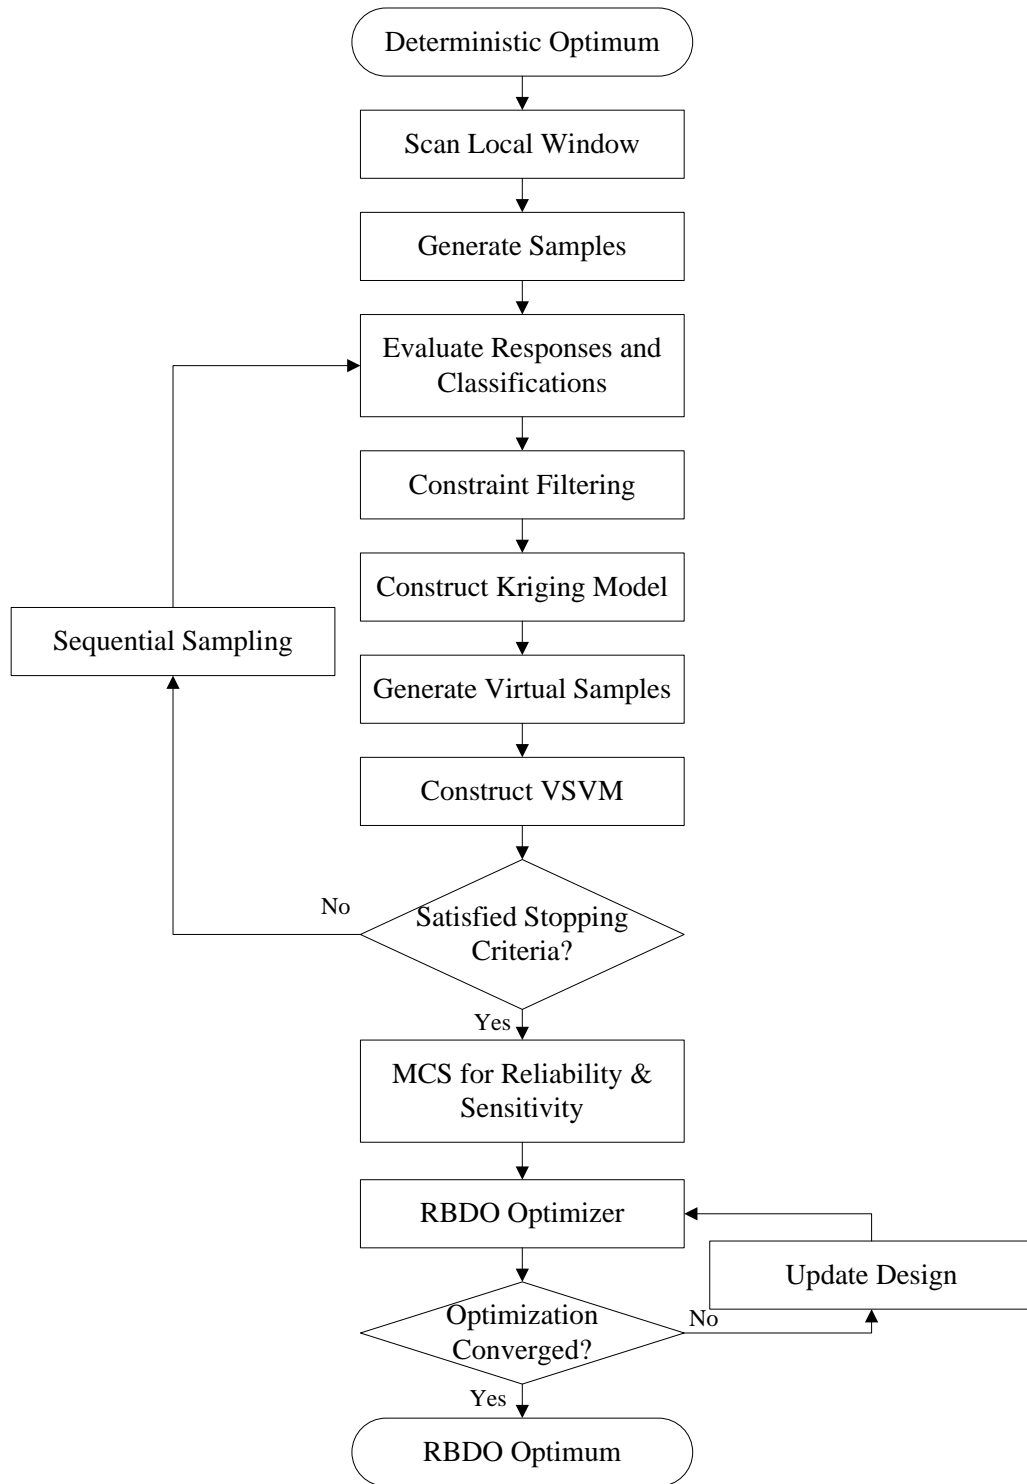 Deterministic Optimum
Scan Local Window
Generate Samples
Evaluate Responses and
Classifications
Constraint Filtering
Construct Kriging Model
Sequential Sampling
Generate Virtual Samples
Construct VSVM
No
Satisfied Stopping
Criteria?
Yes
MCS for Reliability &
Sensitivity
RBDO Optimizer
Update Design
Optimization
Converged?
No
Yes
RBDO Optimum